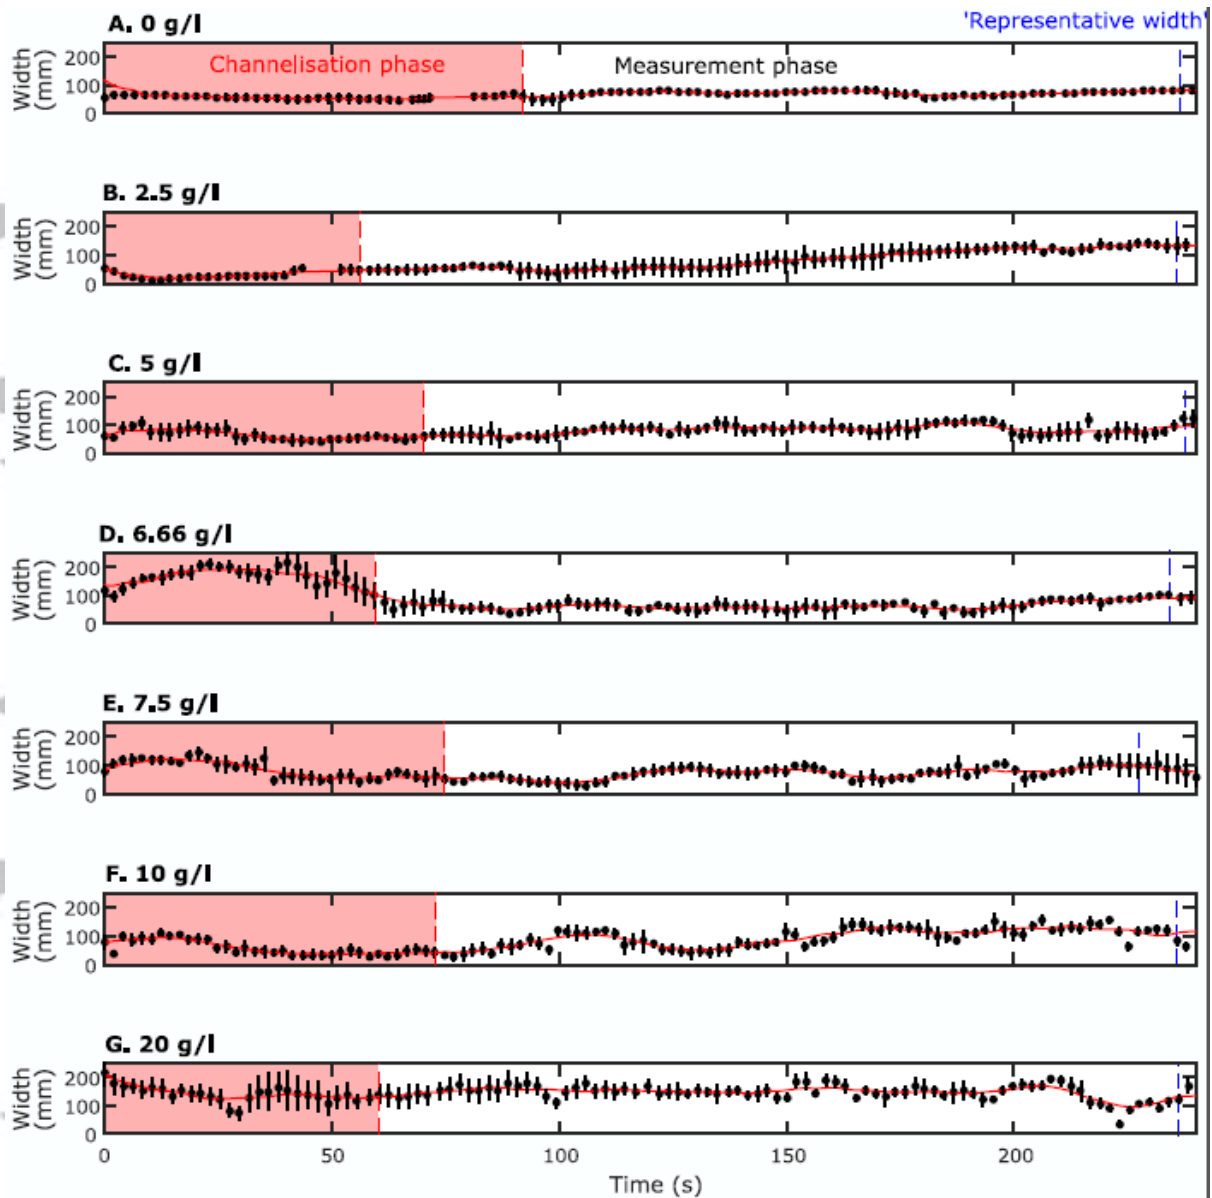 A. 0 g/l
'Representative width'
Width
(mm)
200
100
0
Channelisation phase
Measurement phase
B. 2.5 g/l
Width
(mm)
200
100
0
C. 5 g/l
Width
(mm)
200
100
0
D. 6.66 g/l
Width
(mm)
200
100
0
E. 7.5 g/l
Width
(mm)
200
100
0
F. 10 g/l
Width
(mm)
200
100
0
G. 20 g/l
Width
(mm)
200
100
0
0 50 100 150 200
Time (s)